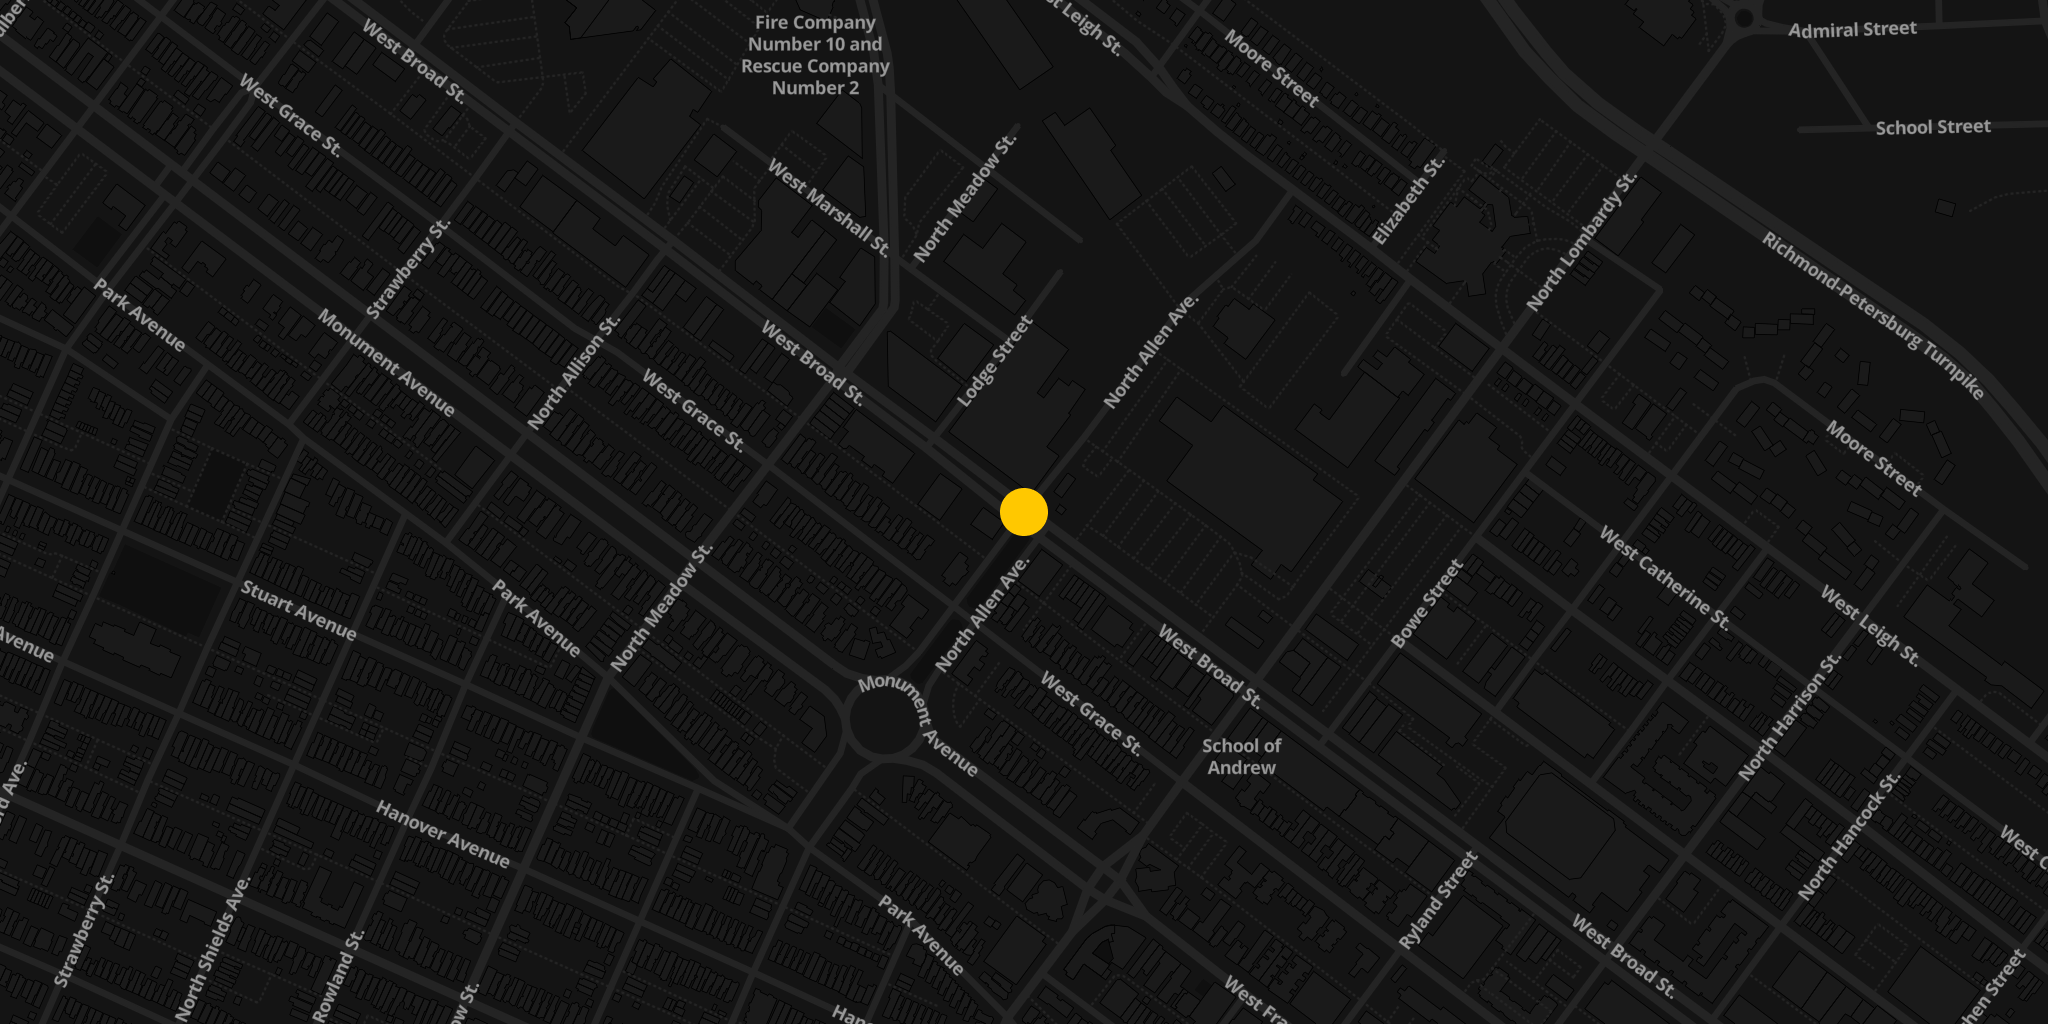 West Leigh St.
Fire Company
Number 10 and
Rescue Company
Number 2
Admiral Street
West Broad St.
Moore Street
West Grace St.
School Street
North Meadow St.
West Marshall St.
Elizabeth St.
North Lombardy St.
Strawberry St.
Richmond-Petersburg Turnpike
Park Avenue
Monument Avenue
North Allison St.
West Broad St.
Lodge Street
North Allen Ave.
West Grace St.
Moore Street
Stuart Avenue
Park Avenue
North Meadow St.
North Allen Ave.
Bowe Street
West Catherine St.
West Leigh St.
Avenue
Monument Avenue
West Grace St.
West Broad St.
School of
Andrew
North Harrison St.
North Hancock St.
Hanover Avenue
Ave.
Strawberry St.
North Shields Ave.
Rowland St.
Park Avenue
Ryland Street
West Broad St.
West
St.
Street